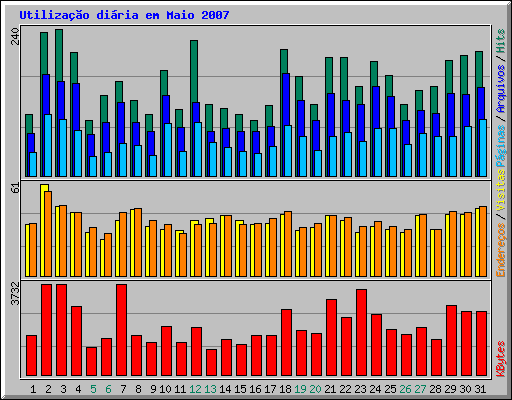 Utilização diária em Maio 2007
240
61
3732
Endereços / visitas Páginas / Arquivos / Hits
KBytes
1 2 3 4 5 6 7 8 9 10 11 12 13 14 15 16 17 18 19 20 21 22 23 24 25 26 27 28 29 30 31